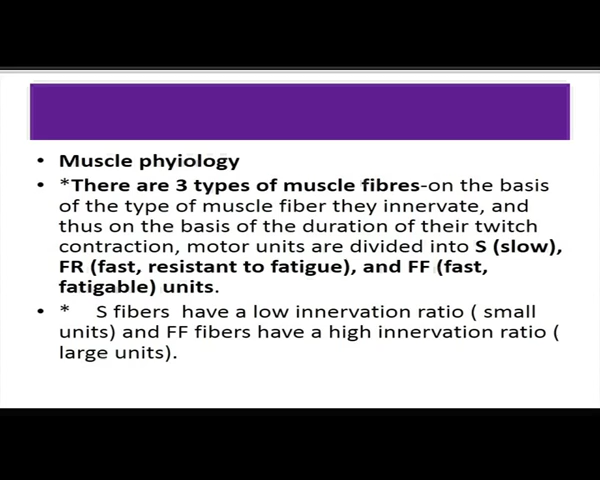 • Muscle phyiology
• *There are 3 types of muscle fibres-on the basis
of the type of muscle fiber they innervate, and
thus on the basis of the duration of their twitch
contraction, motor units are divided into S (slow),
FR (fast, resistant to fatigue), and FF (fast,
fatigable) units.
• * S fibers have a low innervation ratio ( small
units) and FF fibers have a high innervation ratio (
large units).